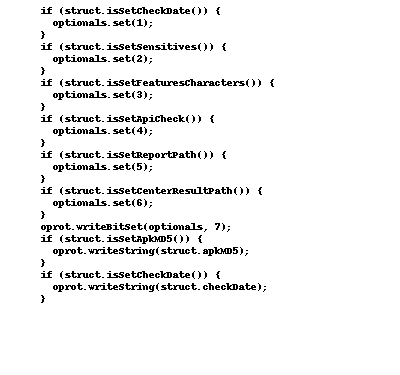 if (struct.isSetCheckDate()) {
optionals.set(1);
}
if (struct.isSetSensitives()) {
optionals.set(2);
}
if (struct.isSetFeaturesCharacters()) {
optionals.set(3);
}
if (struct.isSetApiCheck()) {
optionals.set(4);
}
if (struct.isSetReportPath()) {
optionals.set(5);
}
if (struct.isSetCenterResultPath()) {
optionals.set(6);
}
oprot.writeBitSet(optionals, 7);
if (struct.isSetApkMD5()) {
oprot.writeString(struct.apkMD5);
}
if (struct.isSetCheckDate()) {
oprot.writeString(struct.checkDate);
}